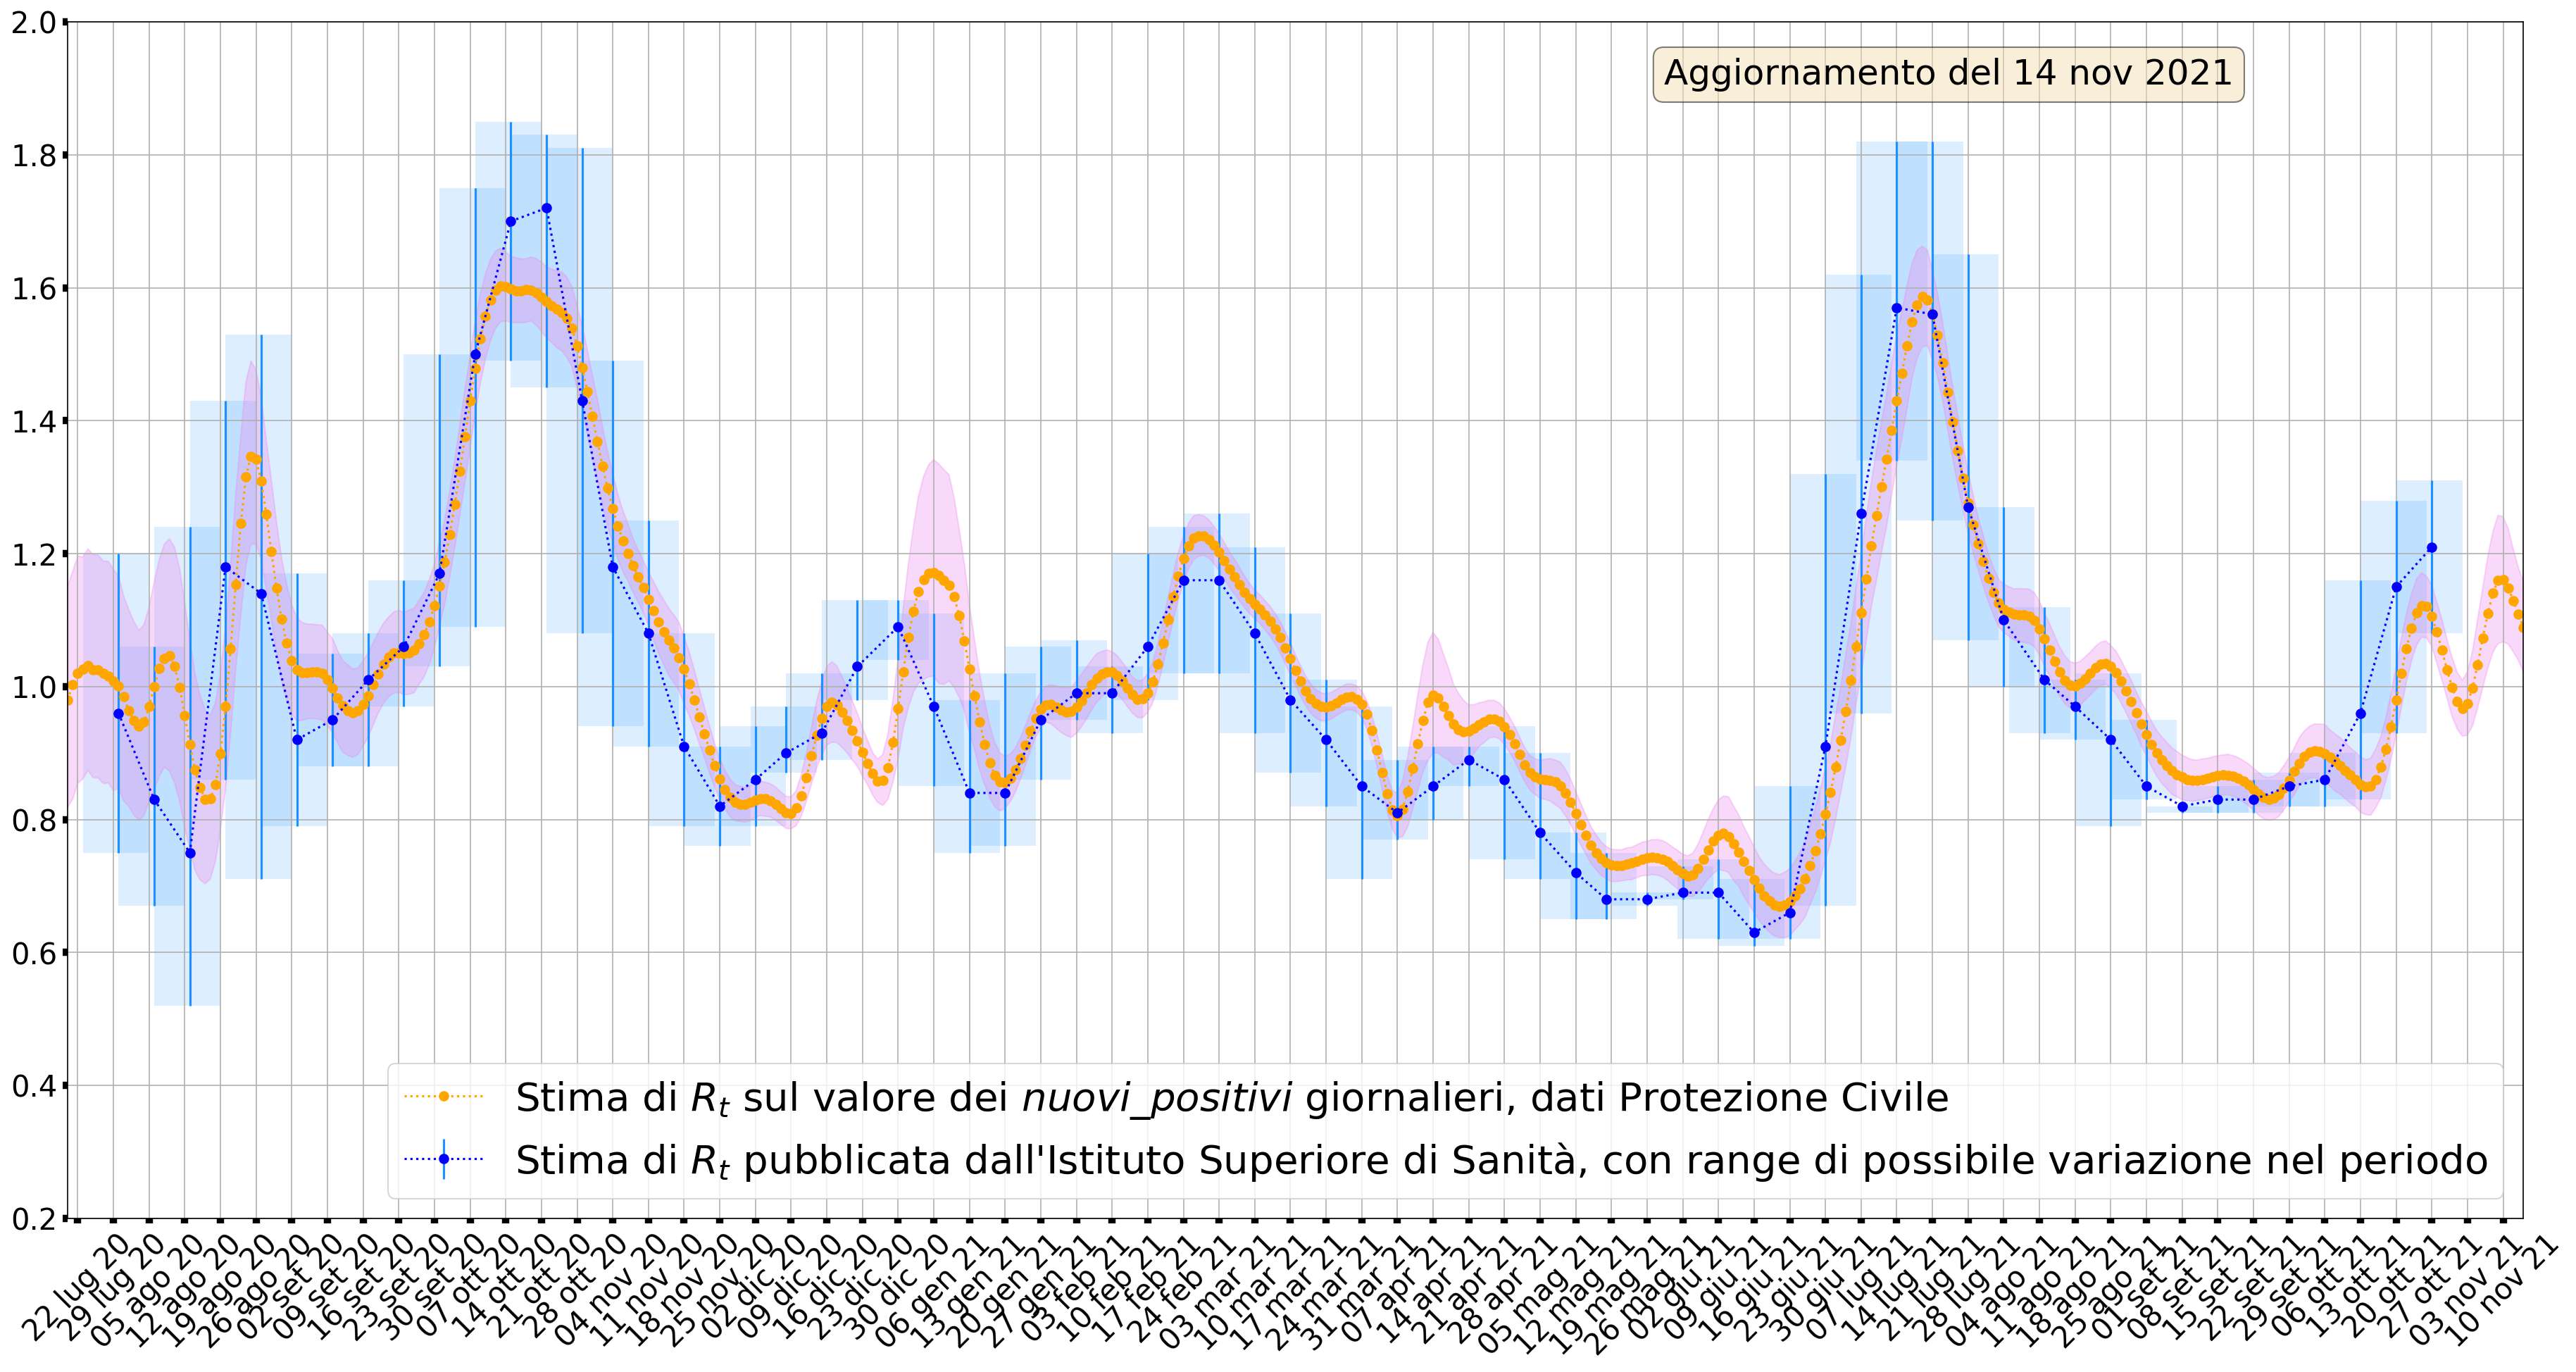 2.0
1.8
1.6
1.4
1.2
1.0
0.8
0.6
0.4
0.2
Aggiornamento del 14 nov 2021
Stima di Rt sul valore dei nuovi_positivi giornalieri, dati Protezione Civile
Stima di Rt pubblicata dall'Istituto Superiore di Sanità, con range di possibile variazione nel periodo
22 lug 20
29 lug 20
05 ago 20
12 ago 20
19 ago 20
26 ago 20
02 set 20
09 set 20
16 set 20
23 set 20
30 set 20
07 ott 20
14 ott 20
21 ott 20
28 ott 20
04 nov 20
11 nov 20
18 nov 20
25 nov 20
02 dic 20
09 dic 20
16 dic 20
23 dic 20
30 dic 20
06 gen 21
13 gen 21
20 gen 21
27 gen 21
03 feb 21
10 feb 21
17 feb 21
24 feb 21
03 mar 21
10 mar 21
17 mar 21
24 mar 21
31 mar 21
07 apr 21
14 apr 21
21 apr 21
28 apr 21
05 mag 21
12 mag 21
19 mag 21
26 mag 21
02 giu 21
09 giu 21
16 giu 21
23 giu 21
30 giu 21
07 lug 21
14 lug 21
21 lug 21
28 lug 21
04 ago 21
11 ago 21
18 ago 21
25 ago 21
01 set 21
08 set 21
15 set 21
22 set 21
29 set 21
06 ott 21
13 ott 21
20 ott 21
27 ott 21
03 nov 21
10 nov 21